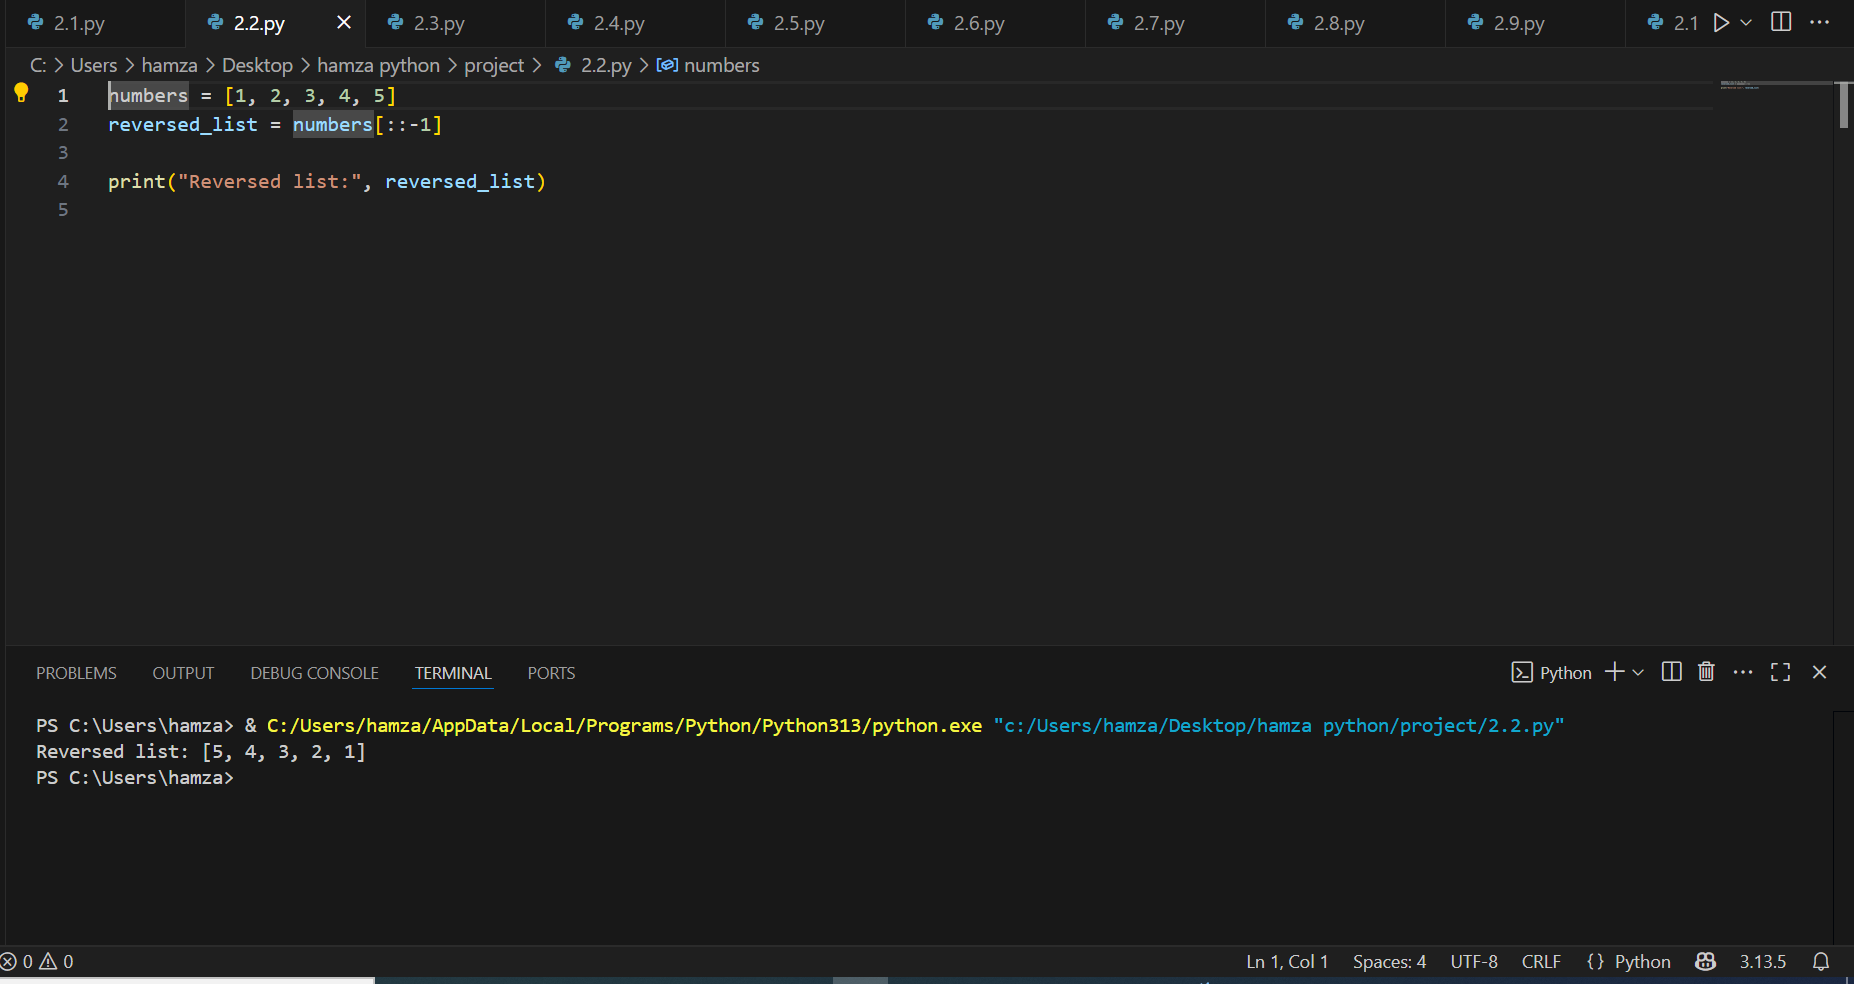 2.1.py 2.2.py 2.3.py 2.4.py 2.5.py 2.6.py 2.7.py 2.8.py 2.9.py 2.1
C: > Users > hamza > Desktop > hamza python > project > 2.2.py > numbers
1 numbers = [1, 2, 3, 4, 5]
2 reversed_list = numbers[::-1]
3
4 print("Reversed list:", reversed_list)
5
PROBLEMS OUTPUT DEBUG CONSOLE TERMINAL PORTS Python
PS C:\Users\hamza> & C:/Users/hamza/AppData/Local/Programs/Python/Python313/python.exe "c:/Users/hamza/Desktop/hamza python/project/2.2.py"
Reversed list: [5, 4, 3, 2, 1]
PS C:\Users\hamza>
0 0 Ln 1, Col 1 Spaces: 4 UTF-8 CRLF {} Python 3.13.5